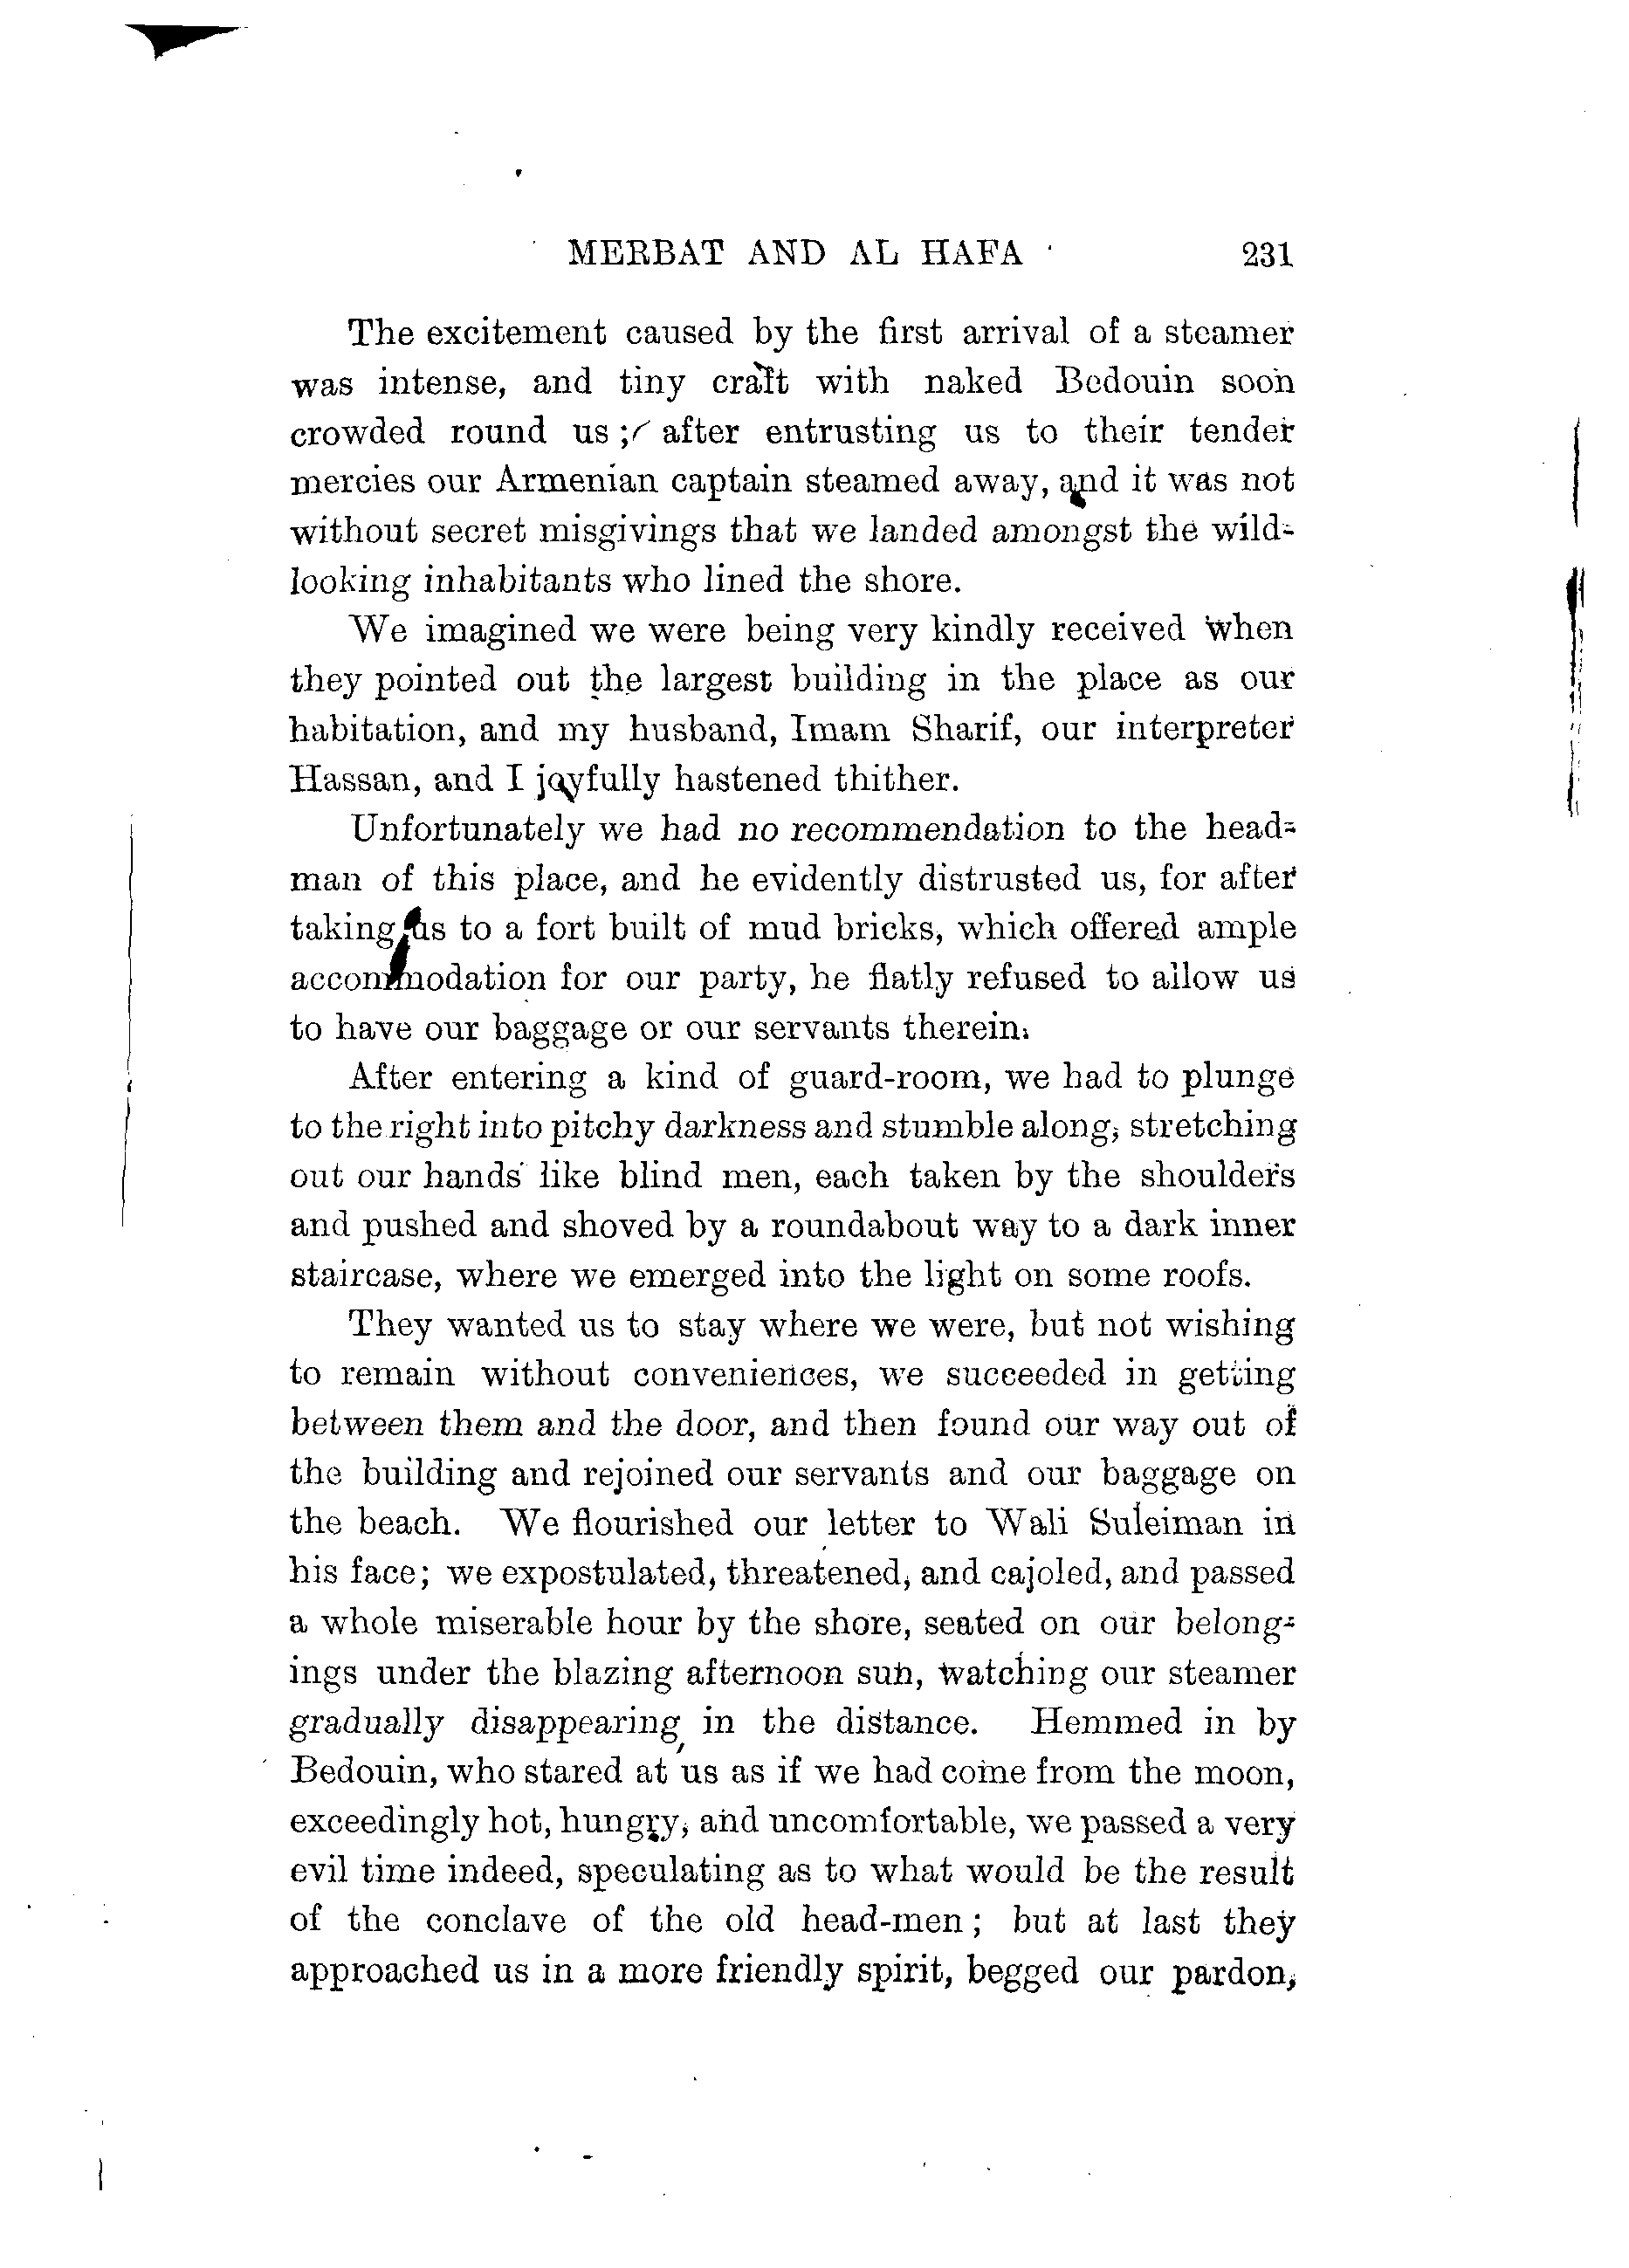 MERBAT AND AL HAFA 231
The excitement caused by the first arrival of a steamer
was intense, and tiny craft with naked Bedouin soon
crowded round us; after entrusting us to their tender
mercies our Armenian captain steamed away, and it was not
without secret misgivings that we landed amongst the wild-
looking inhabitants who lined the shore.
We imagined we were being very kindly received when
they pointed out the largest building in the place as our
habitation, and my husband, Imam Sharif, our interpreter
Hassan, and I joyfully hastened thither.
Unfortunately we had no recommendation to the head-
man of this place, and he evidently distrusted us, for after
taking us to a fort built of mud bricks, which offered ample
accommodation for our party, he flatly refused to allow us
to have our baggage or our servants therein.
After entering a kind of guard-room, we had to plunge
to the right into pitchy darkness and stumble along, stretching
out our hands like blind men, each taken by the shoulders
and pushed and shoved by a roundabout way to a dark inner
staircase, where we emerged into the light on some roofs.
They wanted us to stay where we were, but not wishing
to remain without conveniences, we succeeded in getting
between them and the door, and then found our way out of
the building and rejoined our servants and our baggage on
the beach. We flourished our letter to Wali Suleiman in
his face; we expostulated, threatened, and cajoled, and passed
a whole miserable hour by the shore, seated on our belong-
ings under the blazing afternoon sun, watching our steamer
gradually disappearing in the distance. Hemmed in by
Bedouin, who stared at us as if we had come from the moon,
exceedingly hot, hungry, and uncomfortable, we passed a very
evil time indeed, speculating as to what would be the result
of the conclave of the old head-men; but at last they
approached us in a more friendly spirit, begged our pardon,